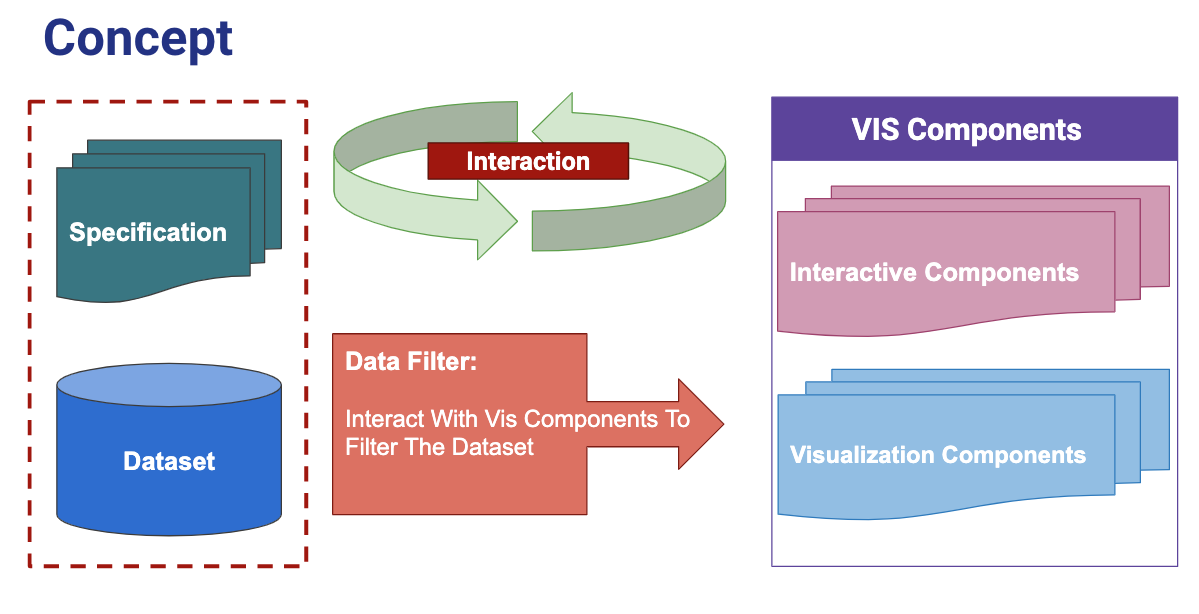 Concept
Specification
Dataset
Interaction
Data Filter:
Interact With Vis Components To
Filter The Dataset
VIS Components
Interactive Components
Visualization Components